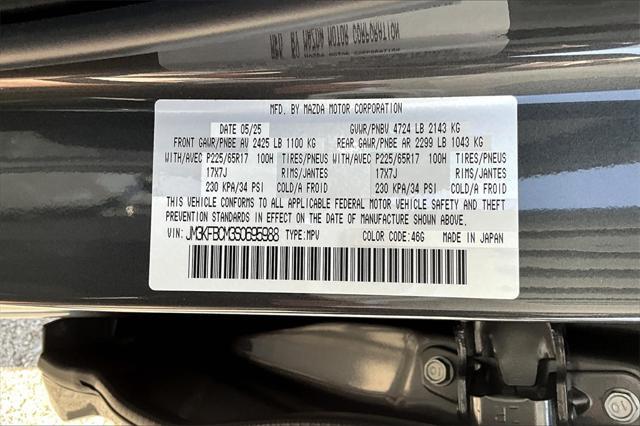 MFD. BY MAZDA MOTOR CORPORATION
DATE 05/25 GVWR/PNBV 4724 LB 2143 KG
FRONT GAWR/PNBE AV 2425 LB 1100 KG REAR GAWR/PNBE AR 2299 LB 1043 KG
WITH/AVEC P225/65R17 100H TIRES/PNEUS WITH/AVEC P225/65R17 100H TIRES/PNEUS
17X7J RIMS/JANTES 17X7J RIMS/JANTES
230 KPA/34 PSI COLD/A FROID 230 KPA/34 PSI COLD/A FROID
THIS VEHICLE CONFORMS TO ALL APPLICABLE FEDERAL MOTOR VEHICLE SAFETY AND THEFT
PREVENTION STANDARDS IN EFFECT ON THE DATE OF MANUFACTURE SHOWN ABOVE.
VIN: JM3KFBCM3S0695988 TYPE: MPV COLOR CODE: 46G MADE IN JAPAN